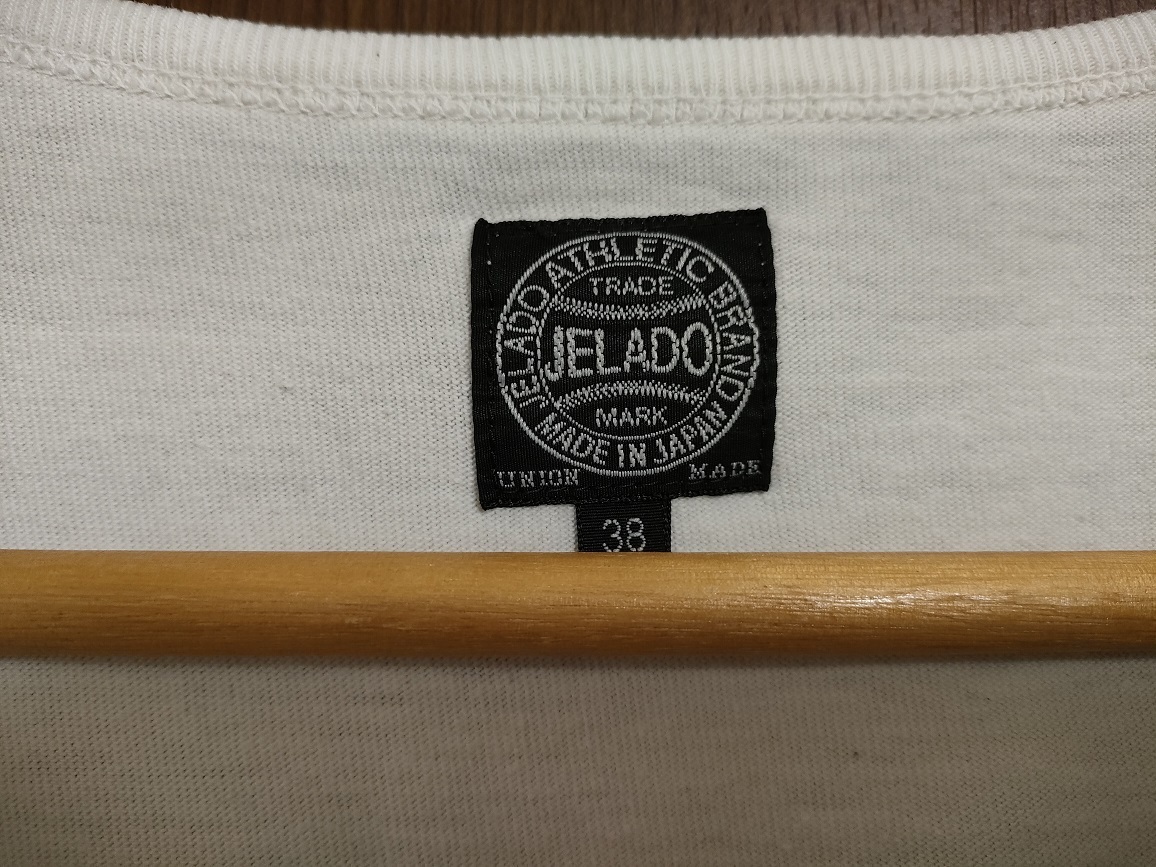 JELADO ATHLETIC BRAND
TRADE
JELADO
MARK
MADE IN JAPAN
UNION MADE
38